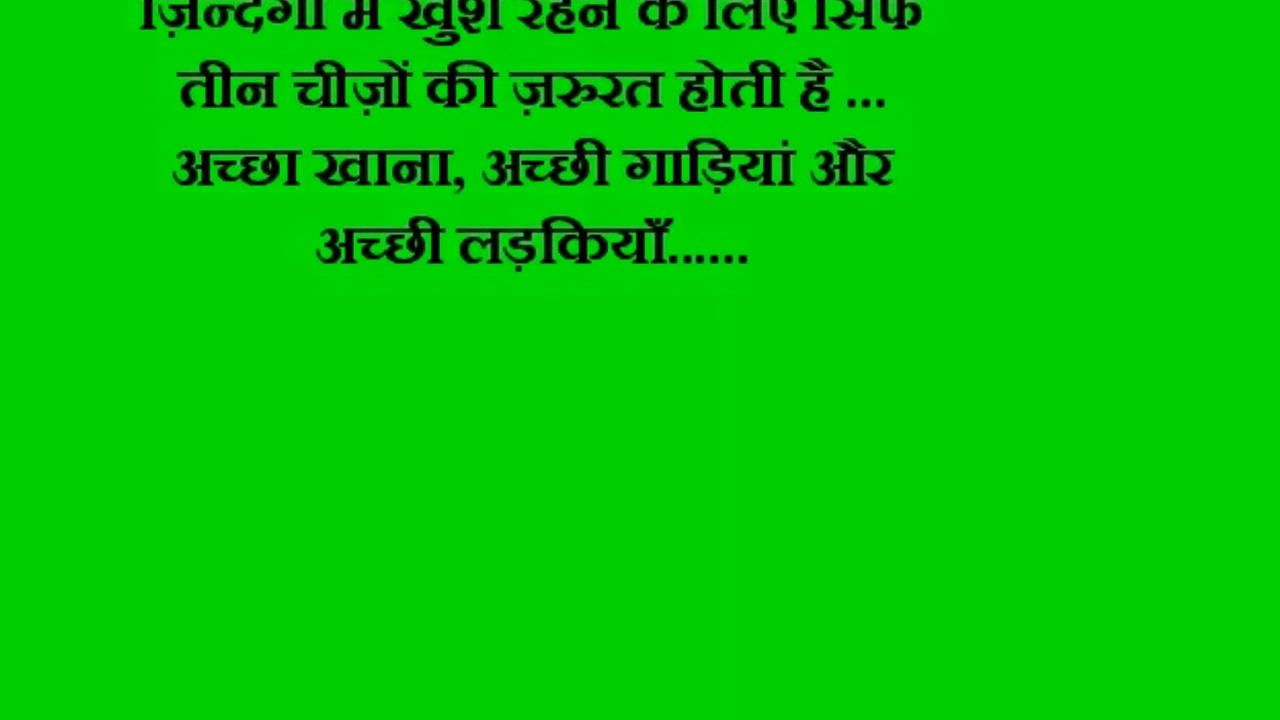 ज़िन्दगी में खुश रहने के लिए सिर्फ
तीन चीज़ों की ज़रुरत होती है ...
अच्छा खाना, अच्छी गाड़ियां और
अच्छी लड़कियाँ......